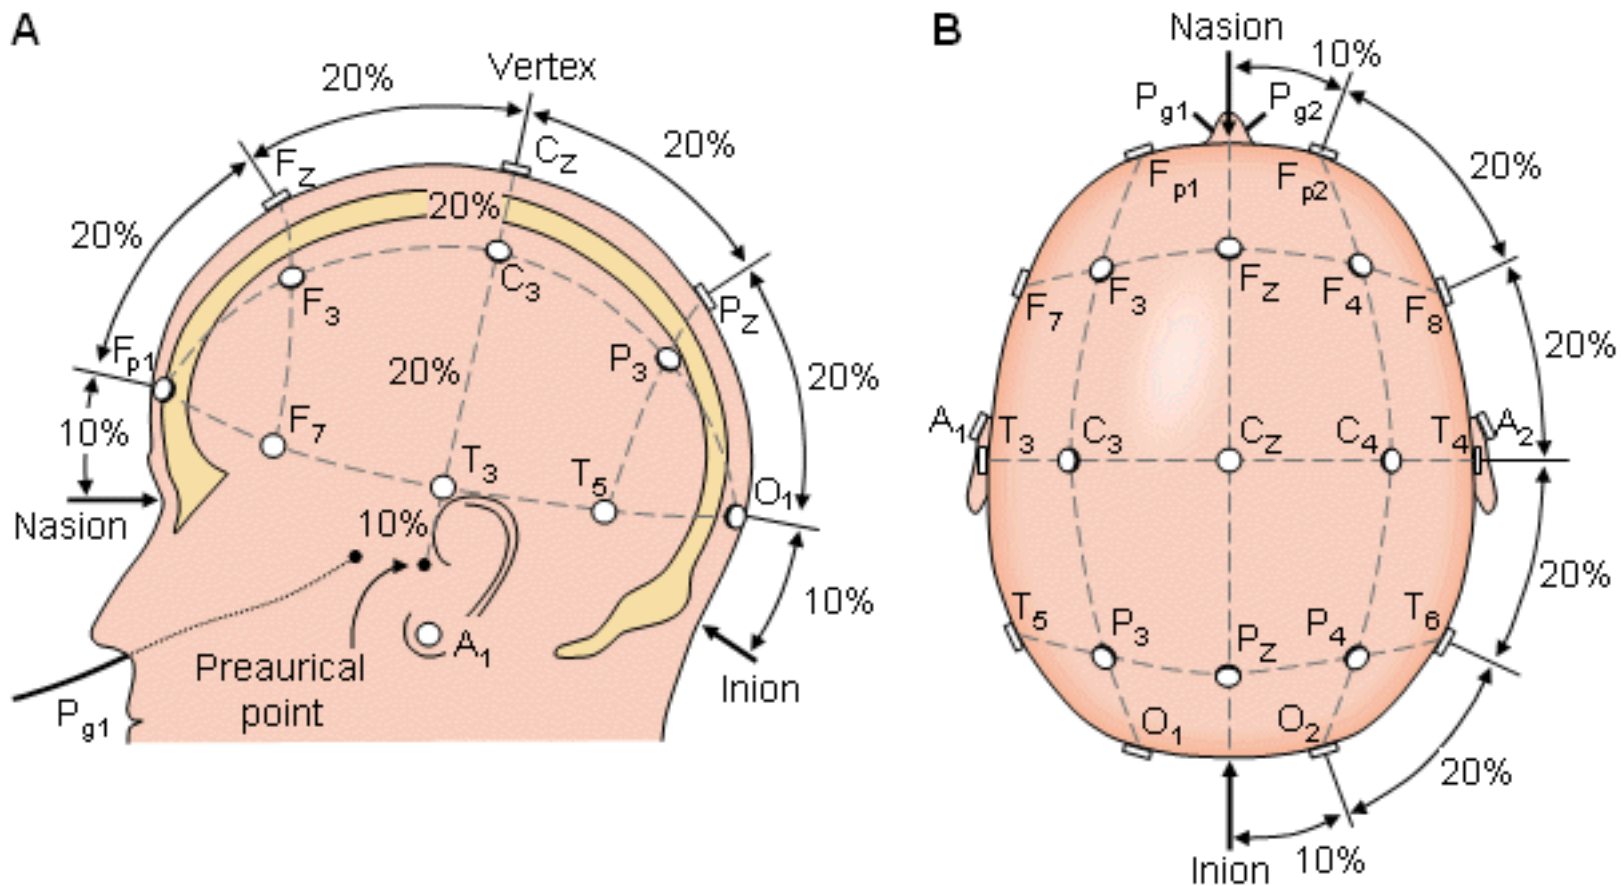 A
Vertex
20%
20%
Cz
Fz
20%
20%
C3
F3
Fp1
Pz
P3
20%
20%
10%
F7
T3
T5
O1
Nasion
10%
10%
A1
Preaurical
point
Inion
Pg1
B
Nasion
10%
Pg1
Pg2
20%
Fp1
Fp2
Fz
F3
F4
F7
F8
20%
A1
T3
C3
Cz
C4
T4
A2
20%
T5
P3
Pz
P4
T6
O1
O2
20%
Inion
10%